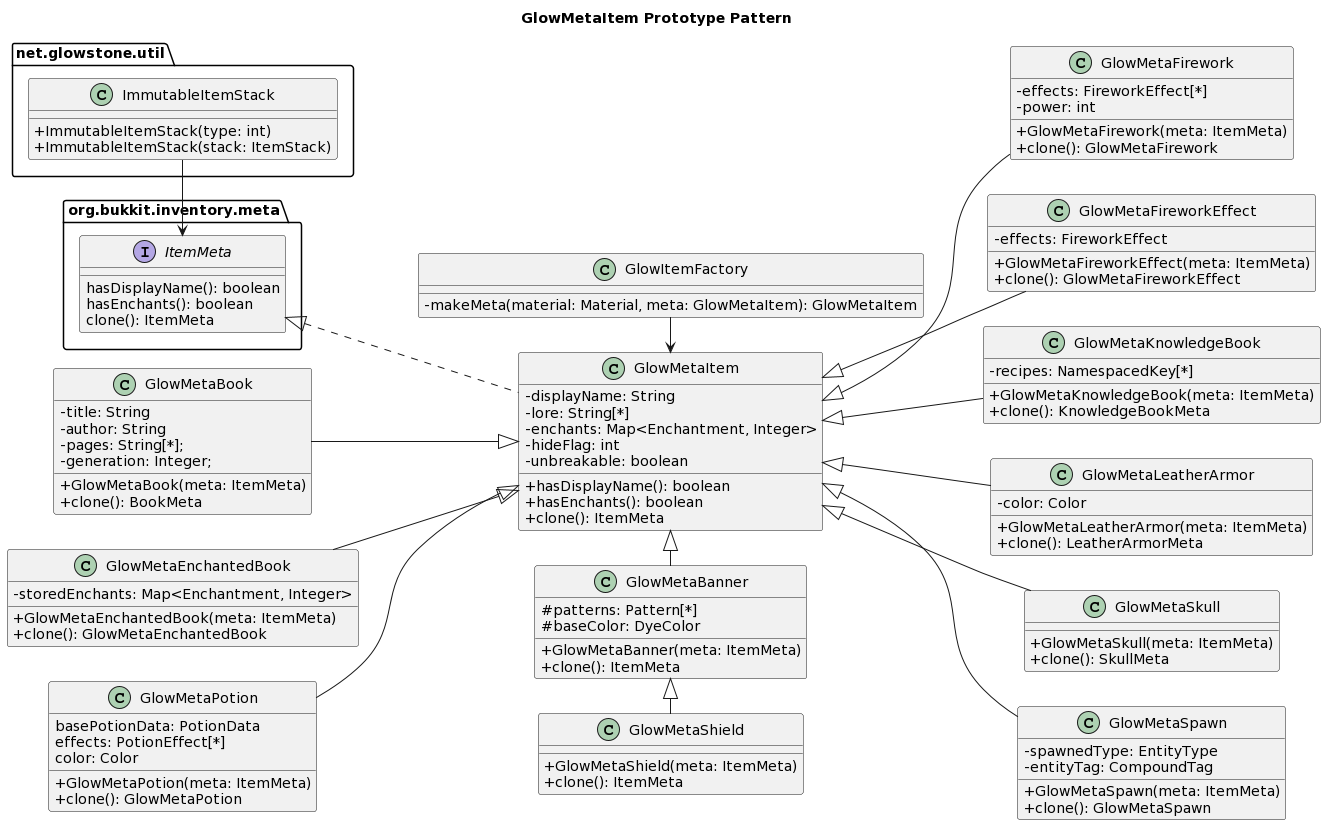 GlowMetaItem Prototype Pattern
net.glowstone.util
C ImmutableItemStack
+ImmutableItemStack(type: int)
+ImmutableItemStack(stack: ItemStack)
org.bukkit.inventory.meta
I ItemMeta
hasDisplayName(): boolean
hasEnchants(): boolean
clone(): ItemMeta
C GlowItemFactory
-makeMeta(material: Material, meta: GlowMetaItem): GlowMetaItem
C GlowMetaItem
-displayName: String
-lore: String[*]
-enchants: Map<Enchantment, Integer>
-hideFlag: int
-unbreakable: boolean
+hasDisplayName(): boolean
+hasEnchants(): boolean
+clone(): ItemMeta
C GlowMetaBook
-title: String
-author: String
-pages: String[*];
-generation: Integer;
+GlowMetaBook(meta: ItemMeta)
+clone(): BookMeta
C GlowMetaEnchantedBook
-storedEnchants: Map<Enchantment, Integer>
+GlowMetaEnchantedBook(meta: ItemMeta)
+clone(): GlowMetaEnchantedBook
C GlowMetaPotion
basePotionData: PotionData
effects: PotionEffect[*]
color: Color
+GlowMetaPotion(meta: ItemMeta)
+clone(): GlowMetaPotion
C GlowMetaBanner
#patterns: Pattern[*]
#baseColor: DyeColor
+GlowMetaBanner(meta: ItemMeta)
+clone(): ItemMeta
C GlowMetaShield
+GlowMetaShield(meta: ItemMeta)
+clone(): ItemMeta
C GlowMetaFirework
-effects: FireworkEffect[*]
-power: int
+GlowMetaFirework(meta: ItemMeta)
+clone(): GlowMetaFirework
C GlowMetaFireworkEffect
-effects: FireworkEffect
+GlowMetaFireworkEffect(meta: ItemMeta)
+clone(): GlowMetaFireworkEffect
C GlowMetaKnowledgeBook
-recipes: NamespacedKey[*]
+GlowMetaKnowledgeBook(meta: ItemMeta)
+clone(): KnowledgeBookMeta
C GlowMetaLeatherArmor
-color: Color
+GlowMetaLeatherArmor(meta: ItemMeta)
+clone(): LeatherArmorMeta
C GlowMetaSkull
+GlowMetaSkull(meta: ItemMeta)
+clone(): SkullMeta
C GlowMetaSpawn
-spawnedType: EntityType
-entityTag: CompoundTag
+GlowMetaSpawn(meta: ItemMeta)
+clone(): GlowMetaSpawn